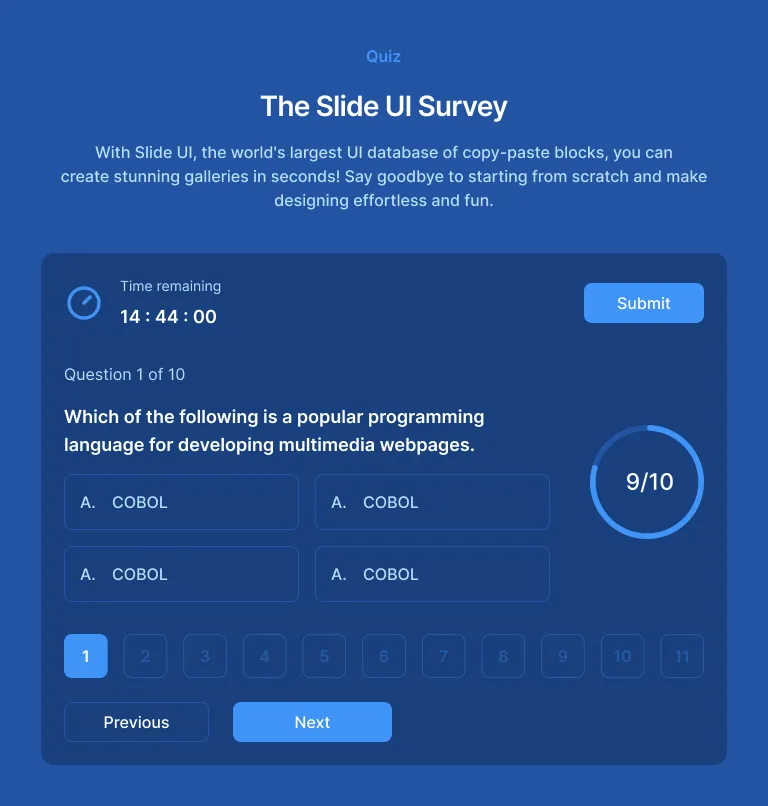 Quiz
The Slide UI Survey
With Slide UI, the world's largest UI database of copy-paste blocks, you can
create stunning galleries in seconds! Say goodbye to starting from scratch and make
designing effortless and fun.
Time remaining
14 : 44 : 00
Submit
Question 1 of 10
Which of the following is a popular programming
language for developing multimedia webpages.
A. COBOL
A. COBOL
A. COBOL
A. COBOL
9/10
1 2 3 4 5 6 7 8 9 10 11
Previous
Next